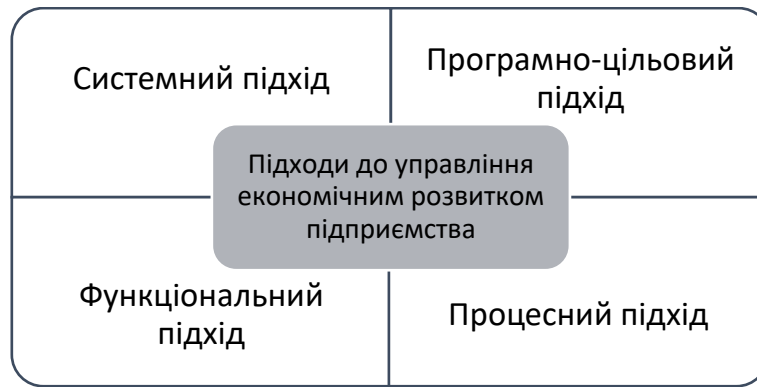 Системний підхід
Програмно-цільовий
підхід
Підходи до управління
економічним розвитком
підприємства
Функціональний
підхід
Процесний підхід